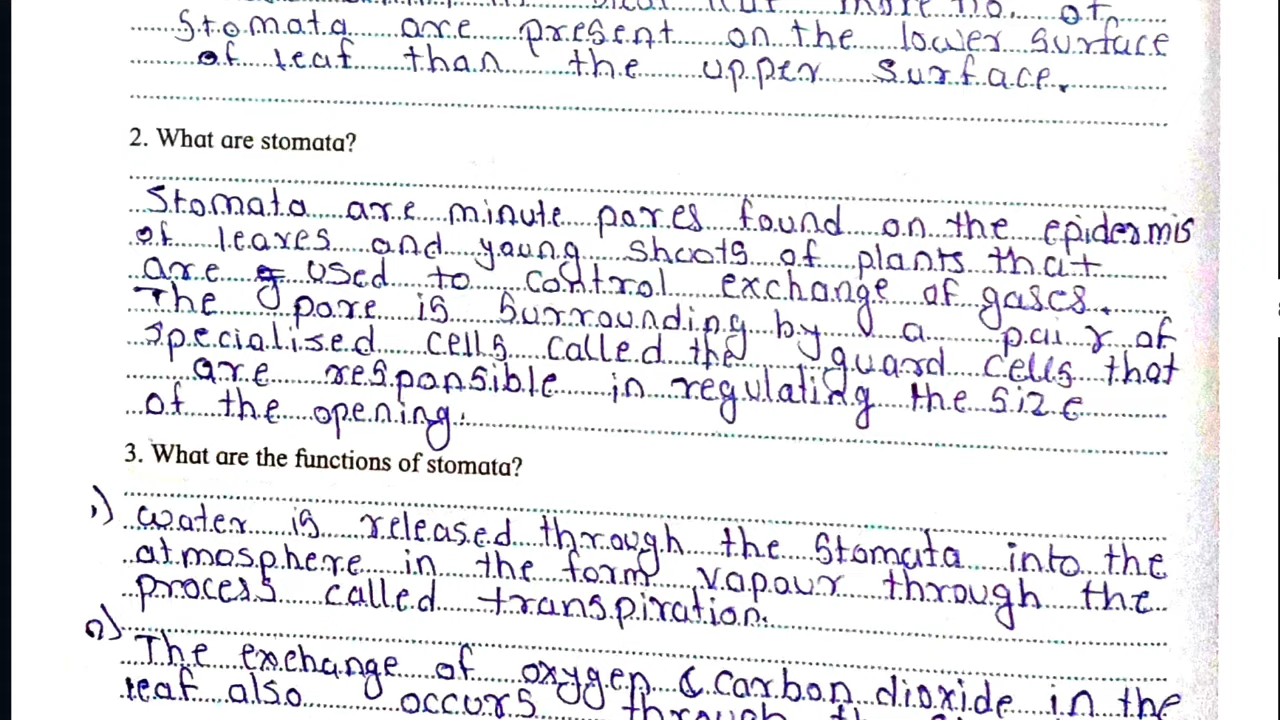 more no. of
Stomata are present on the lower surface
of leaf than the upper surface.
2. What are stomata?
Stomata are minute pores found on the epidermis
of leaves and young shoots of plants that
are used to control exchange of gases.
The pore is surrounding by a pair of
specialised cells called the guard cells that
are responsible in regulating the size
of the opening.
3. What are the functions of stomata?
1) water is released through the stomata into the
atmosphere in the form vapour through the
process called transpiration.
2) The exchange of oxygen & carbon dioxide in the
leaf also occurs through